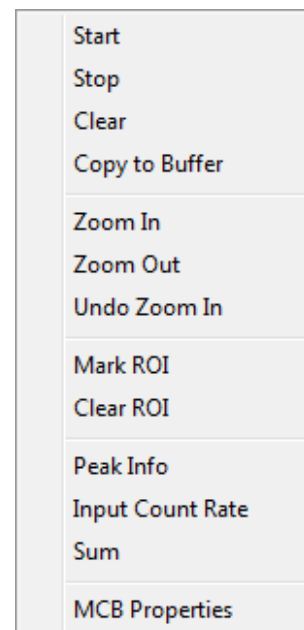 Start
Stop
Clear
Copy to Buffer
Zoom In
Zoom Out
Undo Zoom In
Mark ROI
Clear ROI
Peak Info
Input Count Rate
Sum
MCB Properties